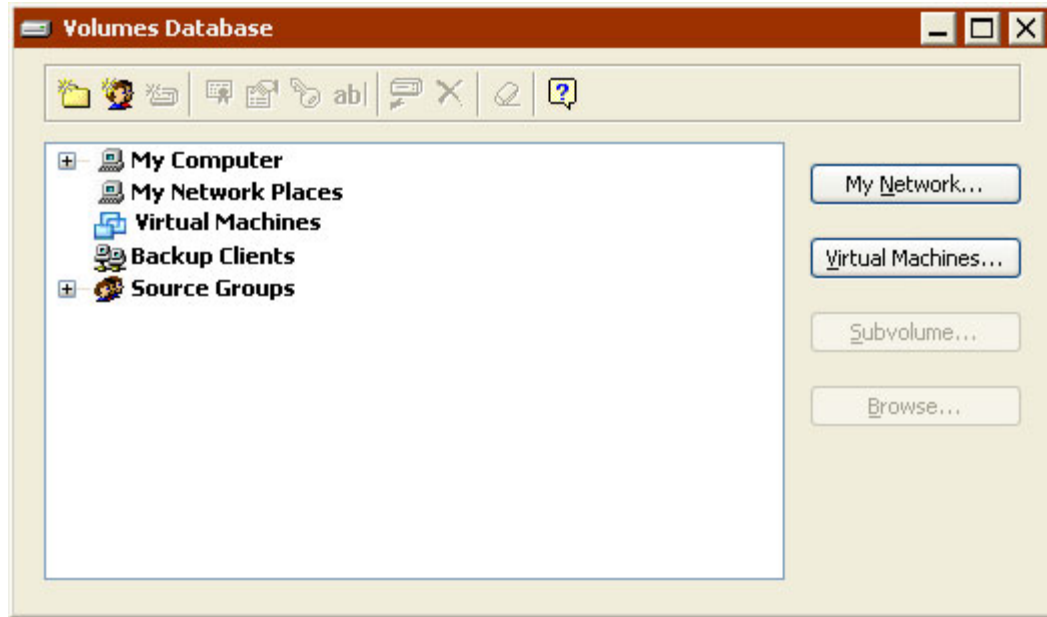 Volumes Database
ab|
My Computer
My Network Places
Virtual Machines
Backup Clients
Source Groups
My Network...
Virtual Machines...
Subvolume...
Browse...